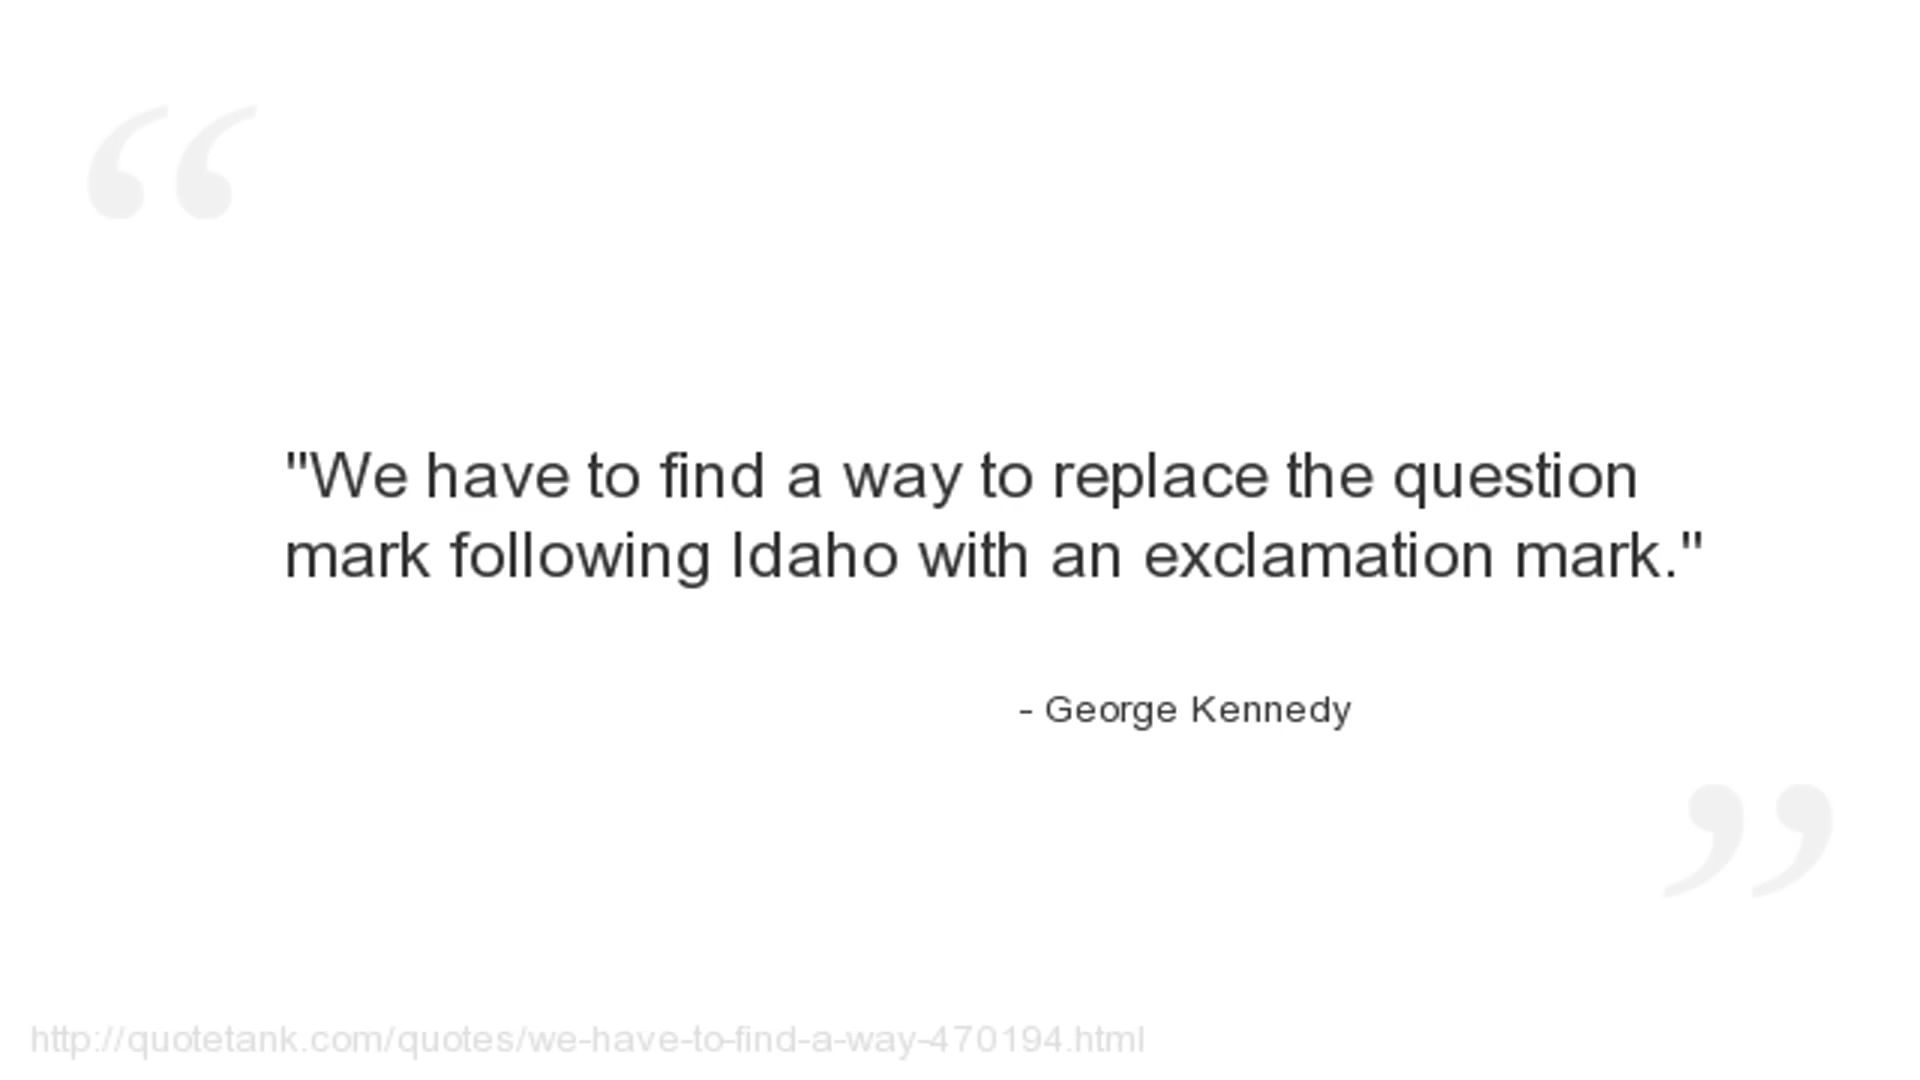 "We have to find a way to replace the question
mark following Idaho with an exclamation mark."
- George Kennedy
http://quotetank.com/quotes/we-have-to-find-a-way-470194.html